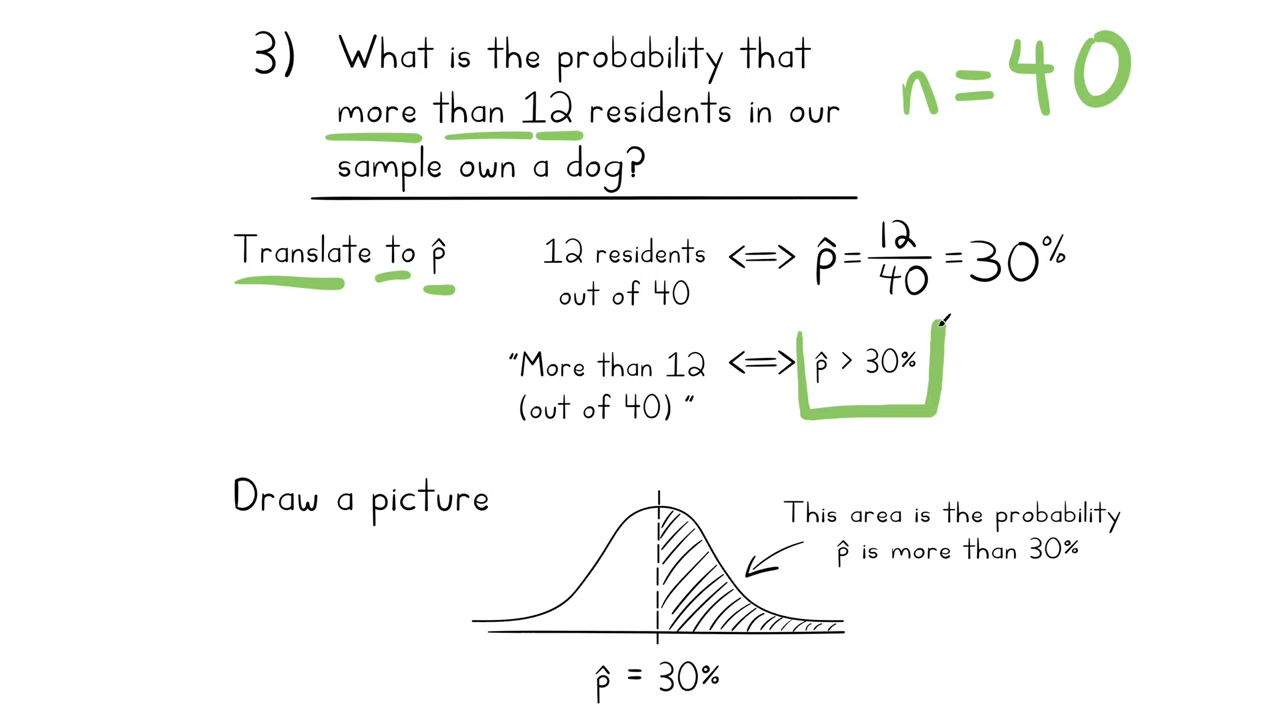 3) What is the probability that
more than 12 residents in our
sample own a dog?
n = 40
Translate to p̂
12 residents
out of 40
⟺ p̂ = 12/40 = 30%
"More than 12
(out of 40) "
⟺ p̂ > 30%
Draw a picture
This area is the probability
p̂ is more than 30%
p̂ = 30%